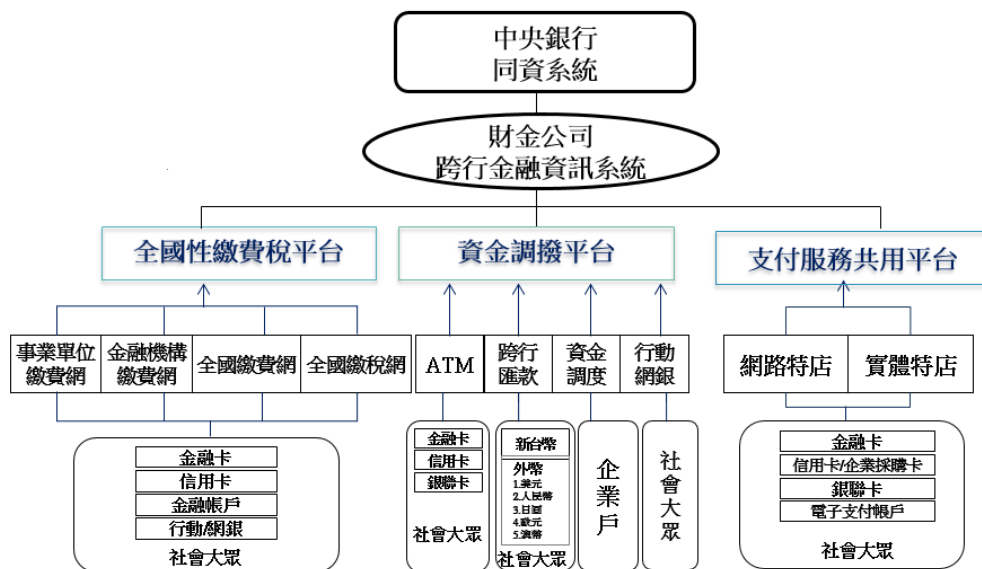 中央銀行
同資系統
財金公司
跨行金融資訊系統
全國性繳費稅平台
資金調撥平台
支付服務共用平台
事業單位
繳費網
金融機構
繳費網
全國繳費網
全國繳稅網
ATM
跨行
匯款
資金
調度
行動
網銀
網路特店
實體特店
金融卡
信用卡
金融帳戶
行動/網銀
社會大眾
金融卡
信用卡
銀聯卡
社會大眾
新台幣
外幣
1.美元
2.人民幣
3.日圓
4.歐元
5.澳幣
社會大眾
企業戶
社會大眾
金融卡
信用卡/企業採購卡
銀聯卡
電子支付帳戶
社會大眾